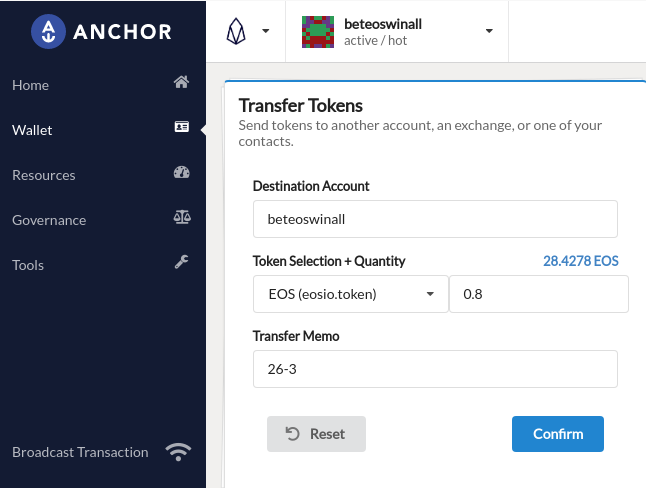 ANCHOR
beteoswinall
active / hot
Home
Wallet
Resources
Governance
Tools
Broadcast Transaction
Transfer Tokens
Send tokens to another account, an exchange, or one of your
contacts.
Destination Account
beteoswinall
Token Selection + Quantity 28.4278 EOS
EOS (eosio.token) 0.8
Transfer Memo
26-3
Reset Confirm